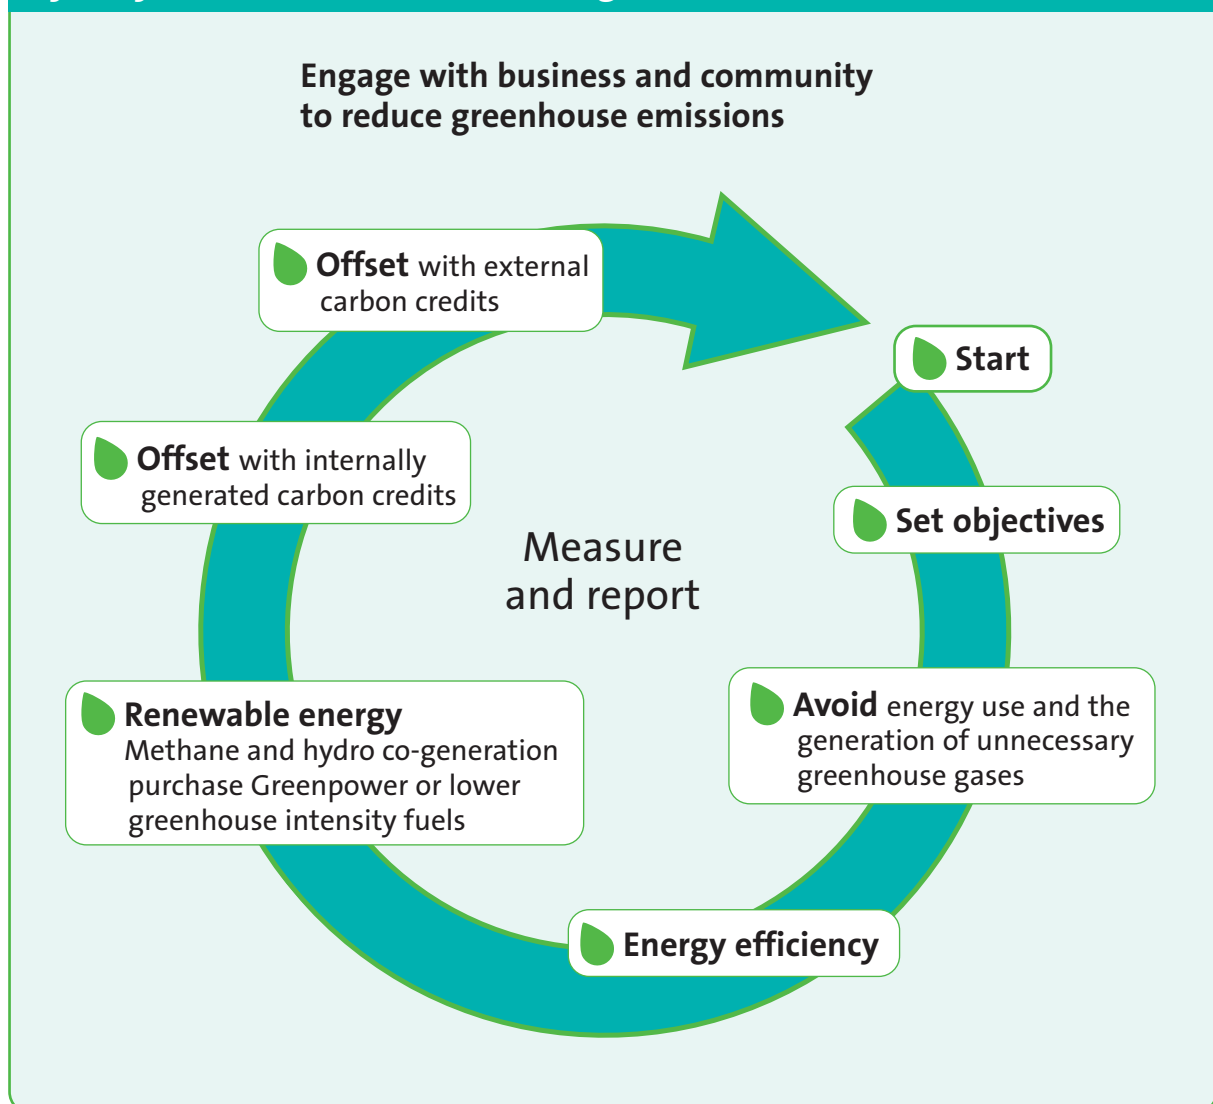 Engage with business and community
to reduce greenhouse emissions
Offset with external
carbon credits
Start
Offset with internally
generated carbon credits
Set objectives
Measure
and report
Avoid energy use and the
generation of unnecessary
greenhouse gases
Renewable energy
Methane and hydro co-generation
purchase Greenpower or lower
greenhouse intensity fuels
Energy efficiency